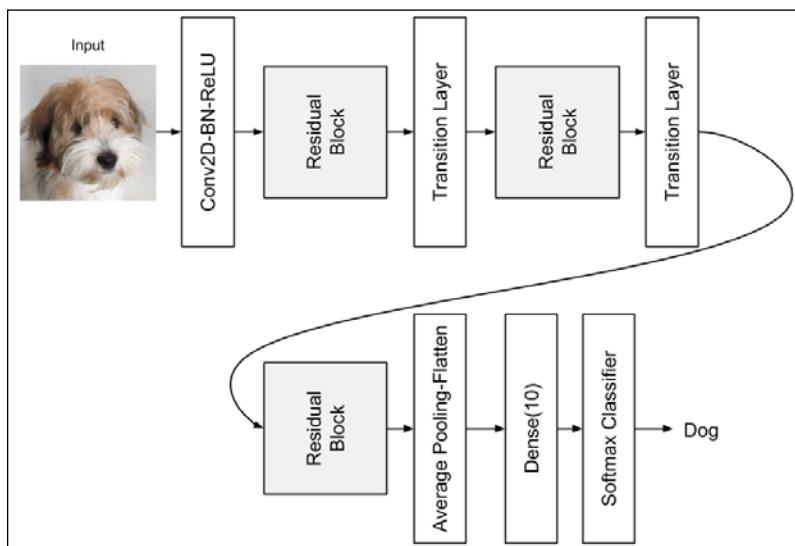 Input
Conv2D-BN-ReLU
Residual
Block
Transition Layer
Residual
Block
Transition Layer
Residual
Block
Average Pooling-Flatten
Dense(10)
Softmax Classifier
Dog